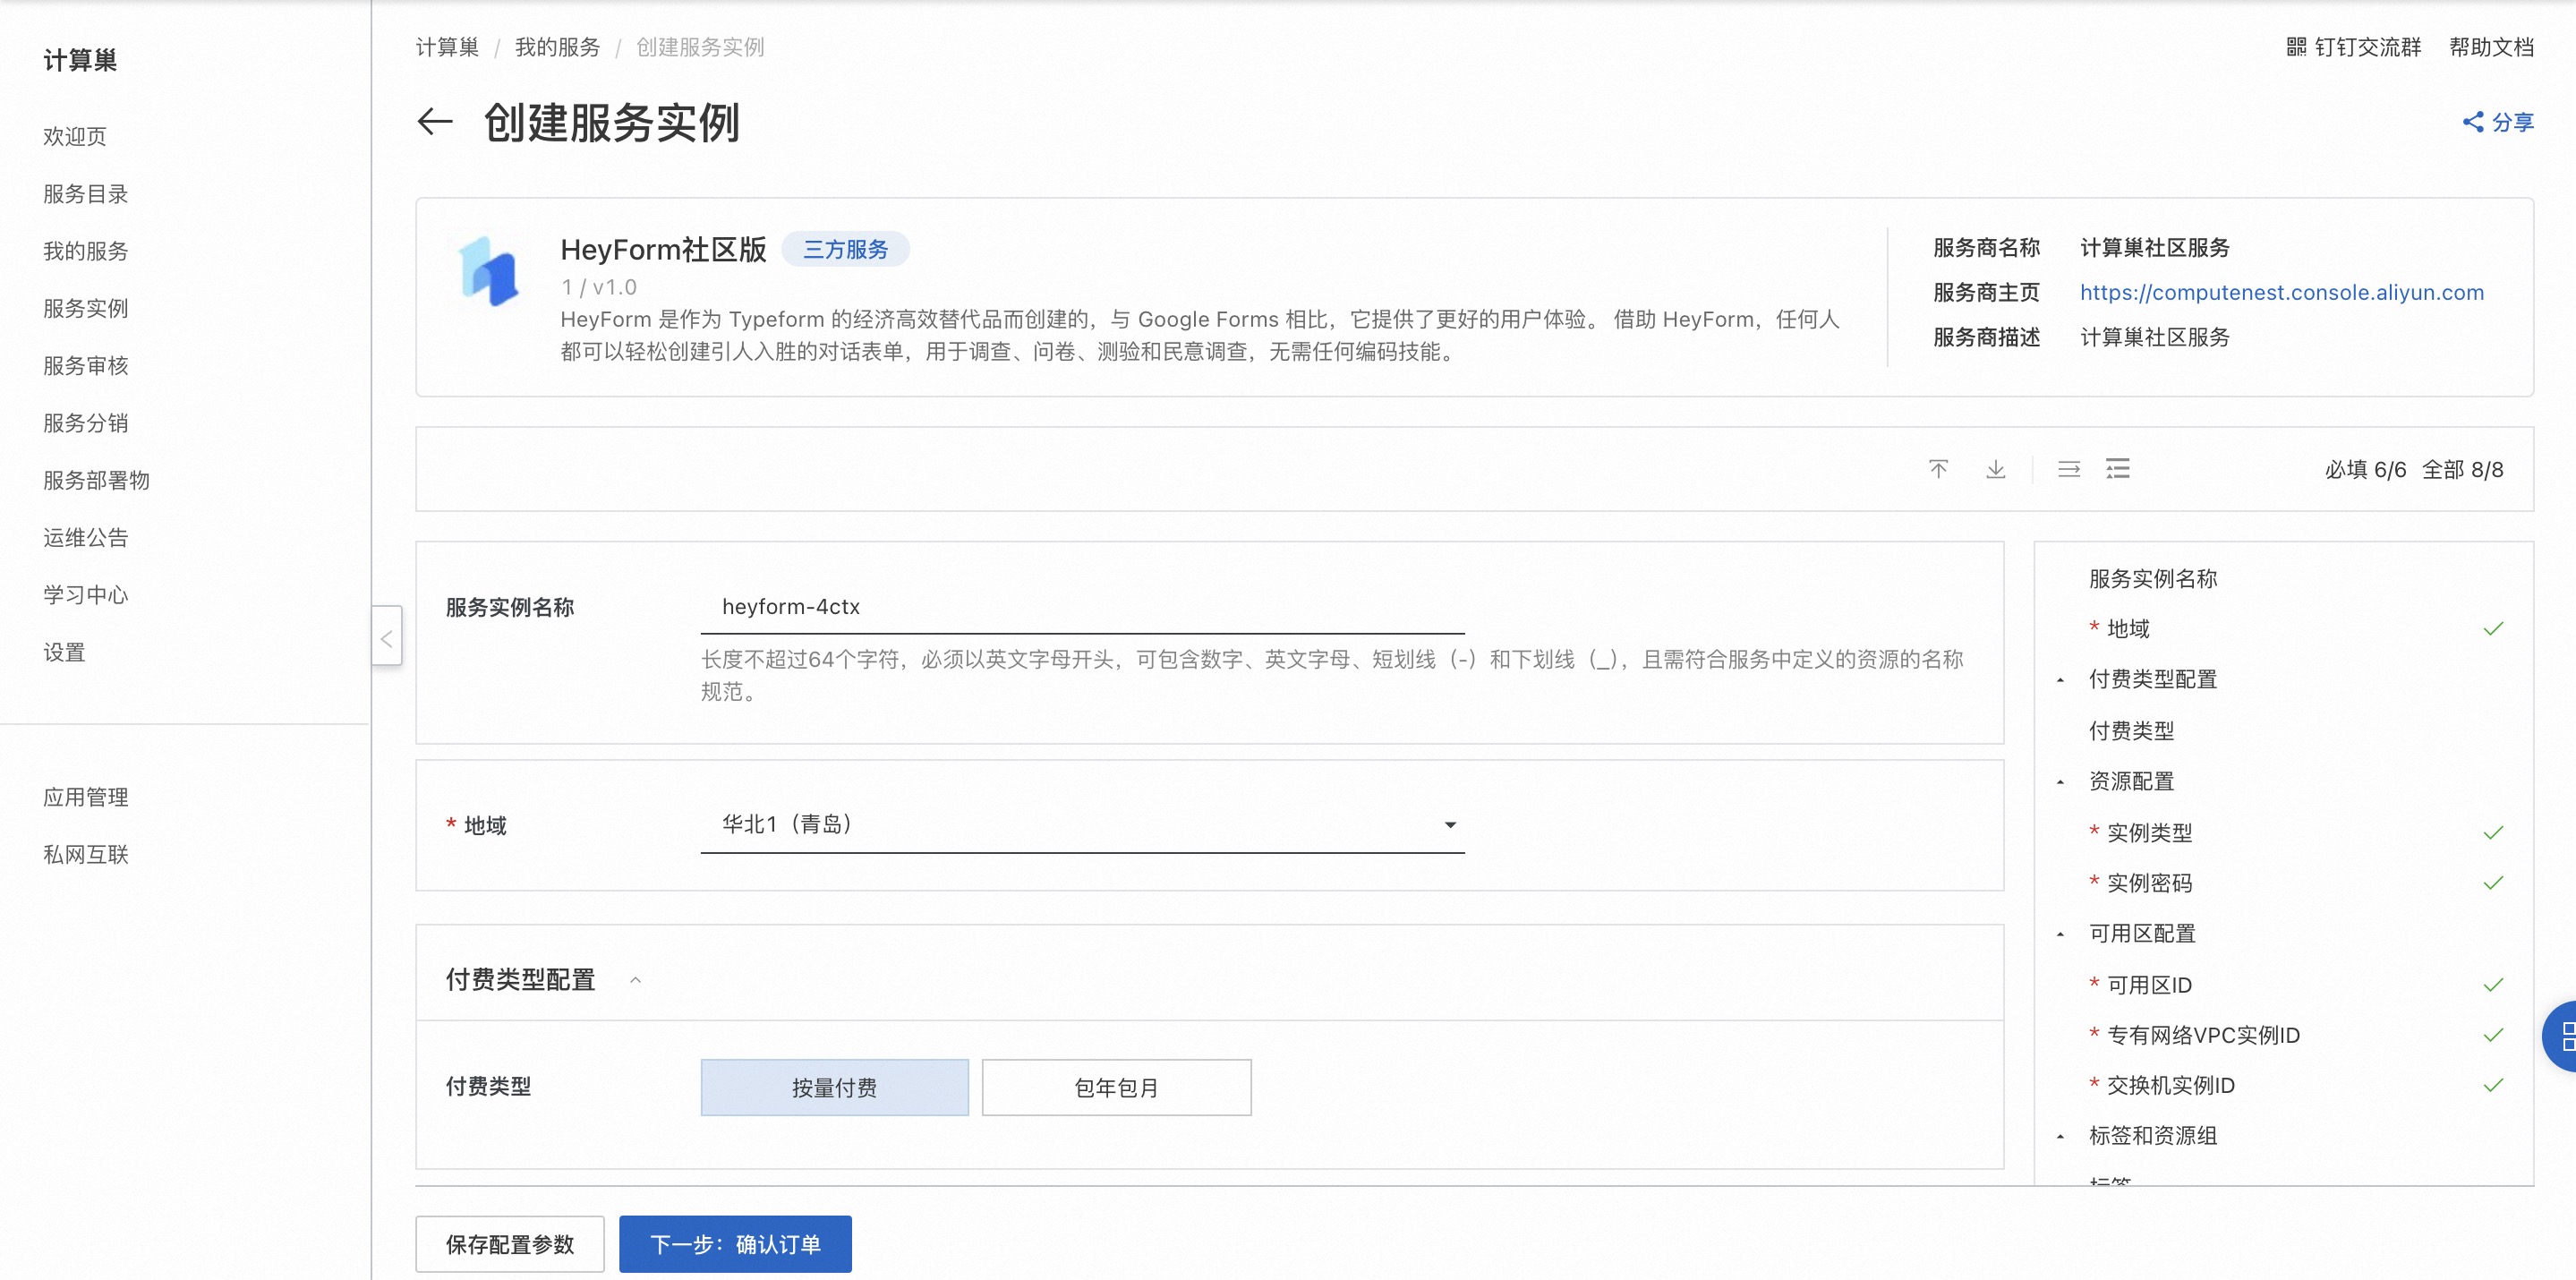 计算巢
欢迎页
服务目录
我的服务
服务实例
服务审核
服务分销
服务部署物
运维公告
学习中心
设置
应用管理
私网互联
计算巢 / 我的服务 / 创建服务实例
钉钉交流群 帮助文档
创建服务实例
分享
HeyForm社区版 三方服务
1 / v1.0
HeyForm 是作为 Typeform 的经济高效替代品而创建的，与 Google Forms 相比，它提供了更好的用户体验。 借助 HeyForm，任何人
都可以轻松创建引人入胜的对话表单，用于调查、问卷、测验和民意调查，无需任何编码技能。
服务商名称 计算巢社区服务
服务商主页 https://computenest.console.aliyun.com
服务商描述 计算巢社区服务
必填 6/6 全部 8/8
服务实例名称 heyform-4ctx
长度不超过64个字符，必须以英文字母开头，可包含数字、英文字母、短划线（-）和下划线（_），且需符合服务中定义的资源的名称
规范。
* 地域 华北1（青岛）
付费类型配置
付费类型 按量付费 包年包月
服务实例名称
* 地域
付费类型配置
付费类型
资源配置
* 实例类型
* 实例密码
可用区配置
* 可用区ID
* 专有网络VPC实例ID
* 交换机实例ID
标签和资源组
保存配置参数 下一步：确认订单